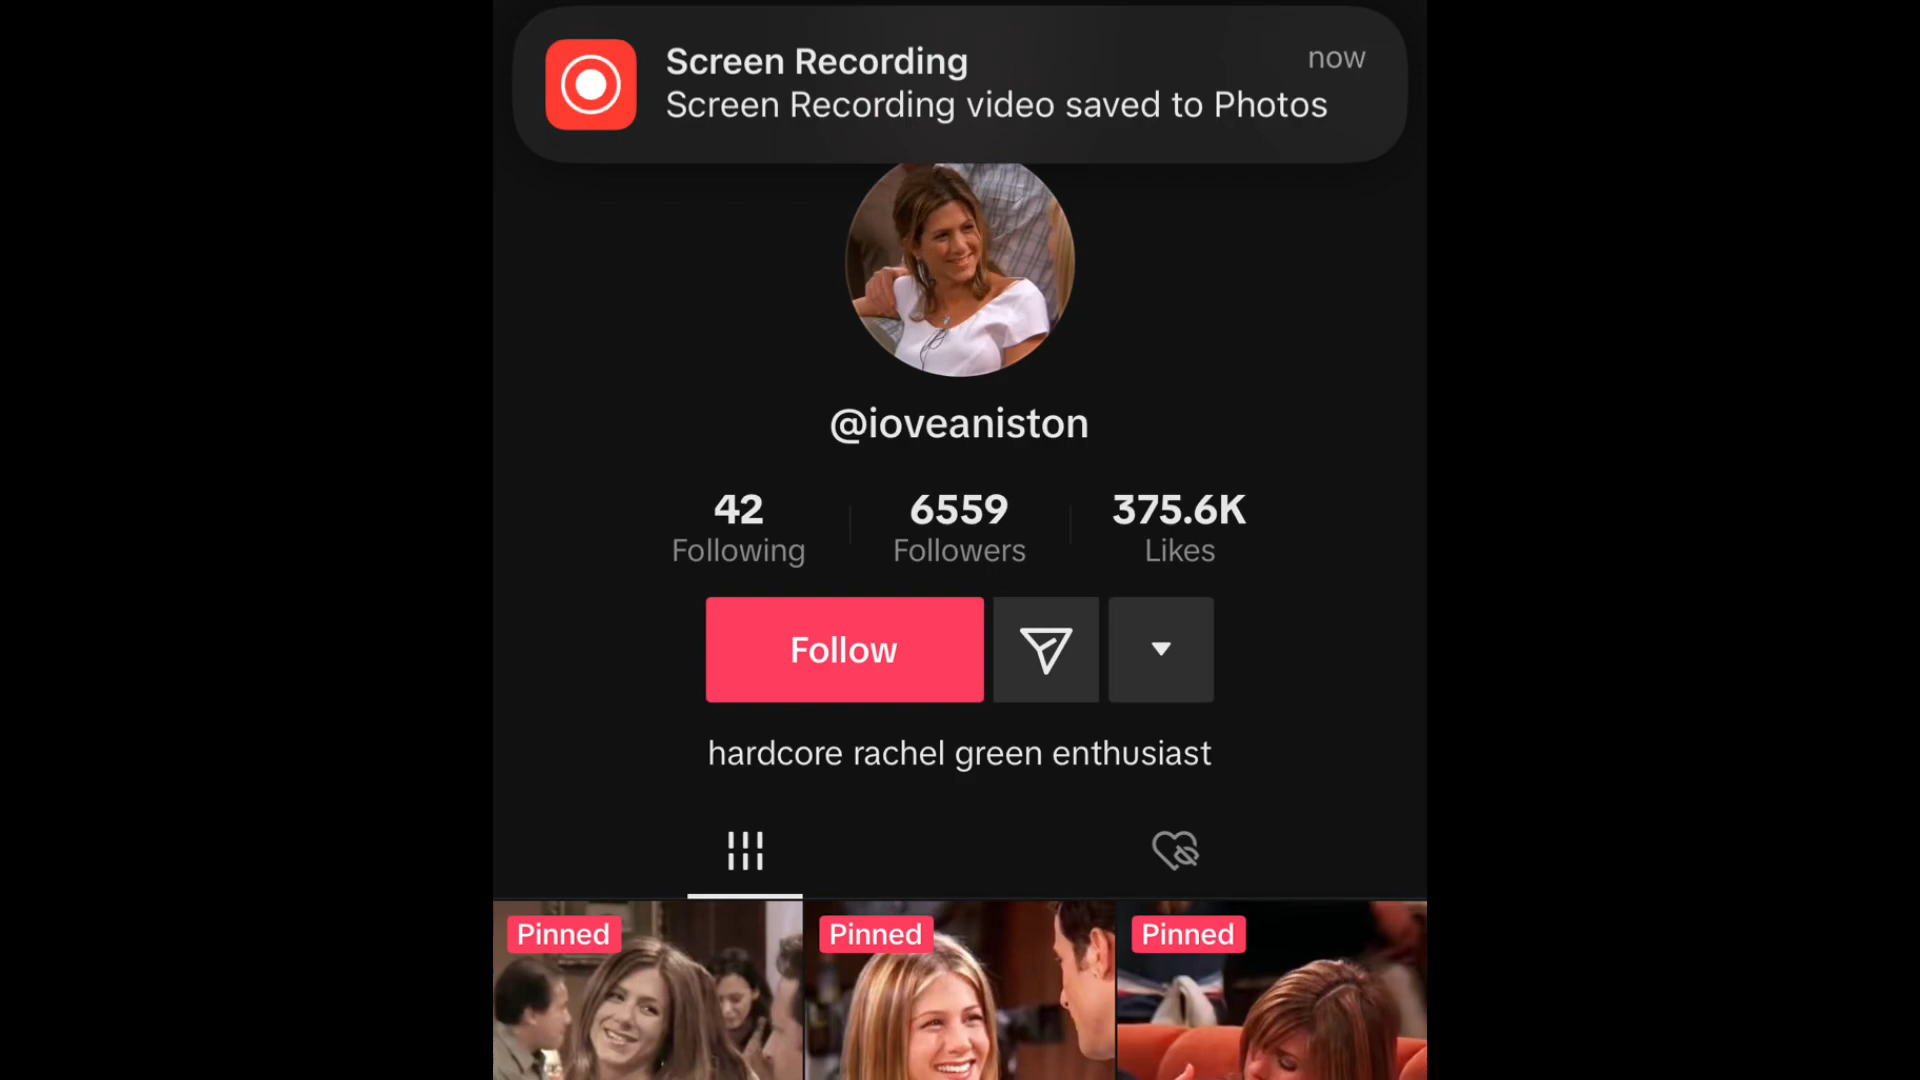 Screen Recording
now
Screen Recording video saved to Photos
@ioveaniston
42
6559
375.6K
Following
Followers
Likes
Follow
hardcore rachel green enthusiast
Pinned
Pinned
Pinned